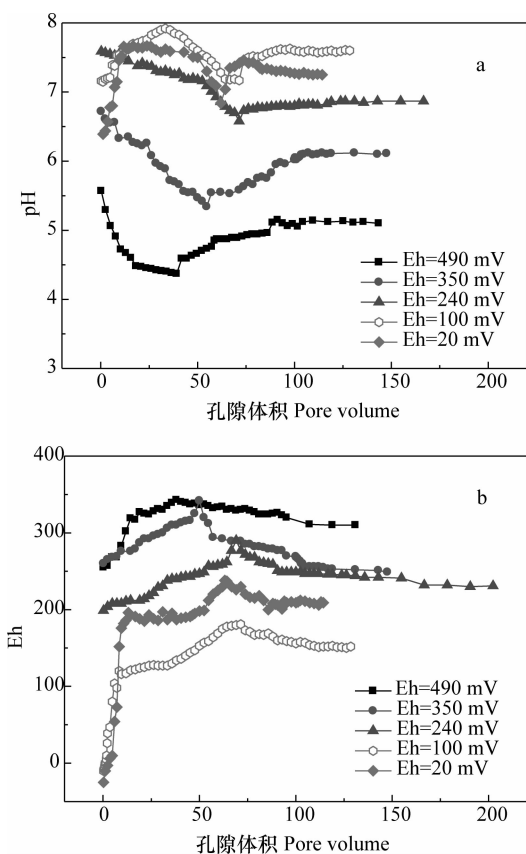 8
a
7
6
pH
5
Eh=490 mV
Eh=350 mV
4
Eh=240 mV
Eh=100 mV
Eh=20 mV
3
0 50 100 150 200
孔隙体积 Pore volume
400
b
300
200
Eh
100
Eh=490 mV
Eh=350 mV
Eh=240 mV
0
Eh=100 mV
Eh=20 mV
0 50 100 150 200
孔隙体积 Pore volume